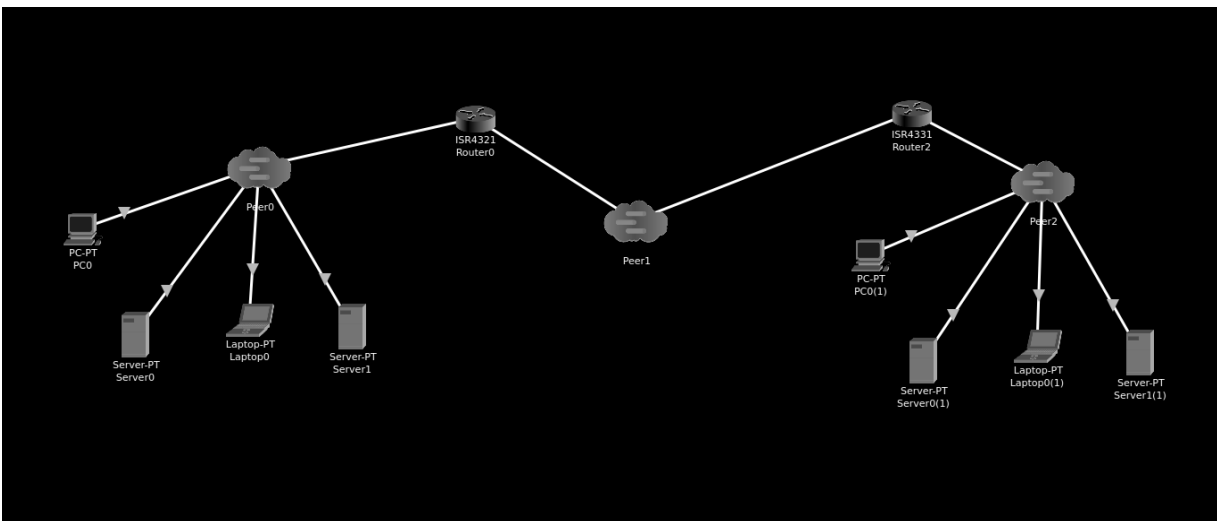 ISR4321
Router0
ISR4331
Router2
Peer0
Peer2
PC-PT
PC0
Peer1
PC-PT
PC0(1)
Laptop-PT
Laptop0
Server-PT
Server1
Server-PT
Server0
Laptop-PT
Laptop0(1)
Server-PT
Server1(1)
Server-PT
Server0(1)